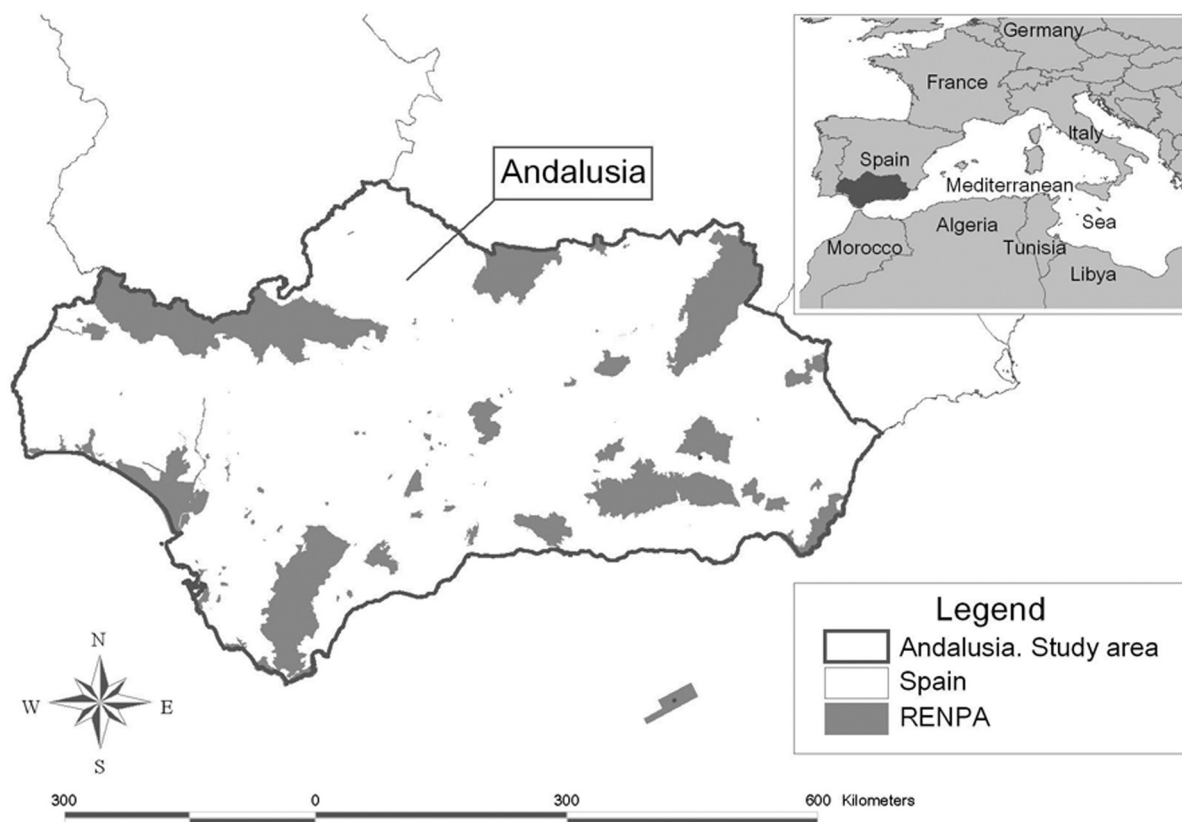 Germany
France
Italy
Spain
Mediterranean
Sea
Algeria
Morocco
Tunisia
Libya
Andalusia
Legend
Andalusia. Study area
Spain
RENPA
N
W E
S
300 0 300 600 Kilometers